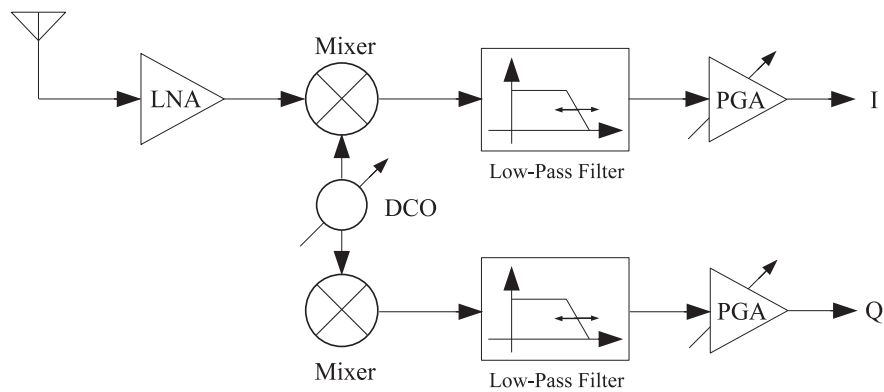 Mixer
LNA
PGA
I
Low-Pass Filter
DCO
PGA
Q
Mixer
Low-Pass Filter